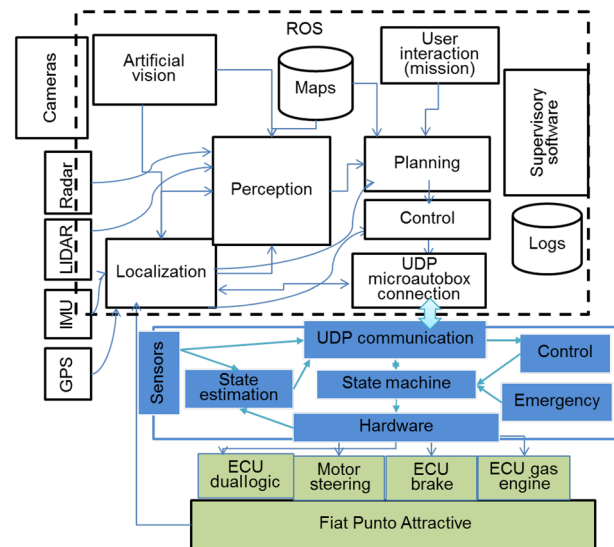 ROS
Cameras
Artificial
vision
Maps
User
interaction
(mission)
Supervisory
software
Radar
Perception
Planning
LIDAR
Control
Logs
Localization
UDP
microautobox
connection
IMU
GPS
Sensors
UDP communication
Control
State
estimation
State machine
Emergency
Hardware
ECU
duallogic
Motor
steering
ECU
brake
ECU gas
engine
Fiat Punto Attractive